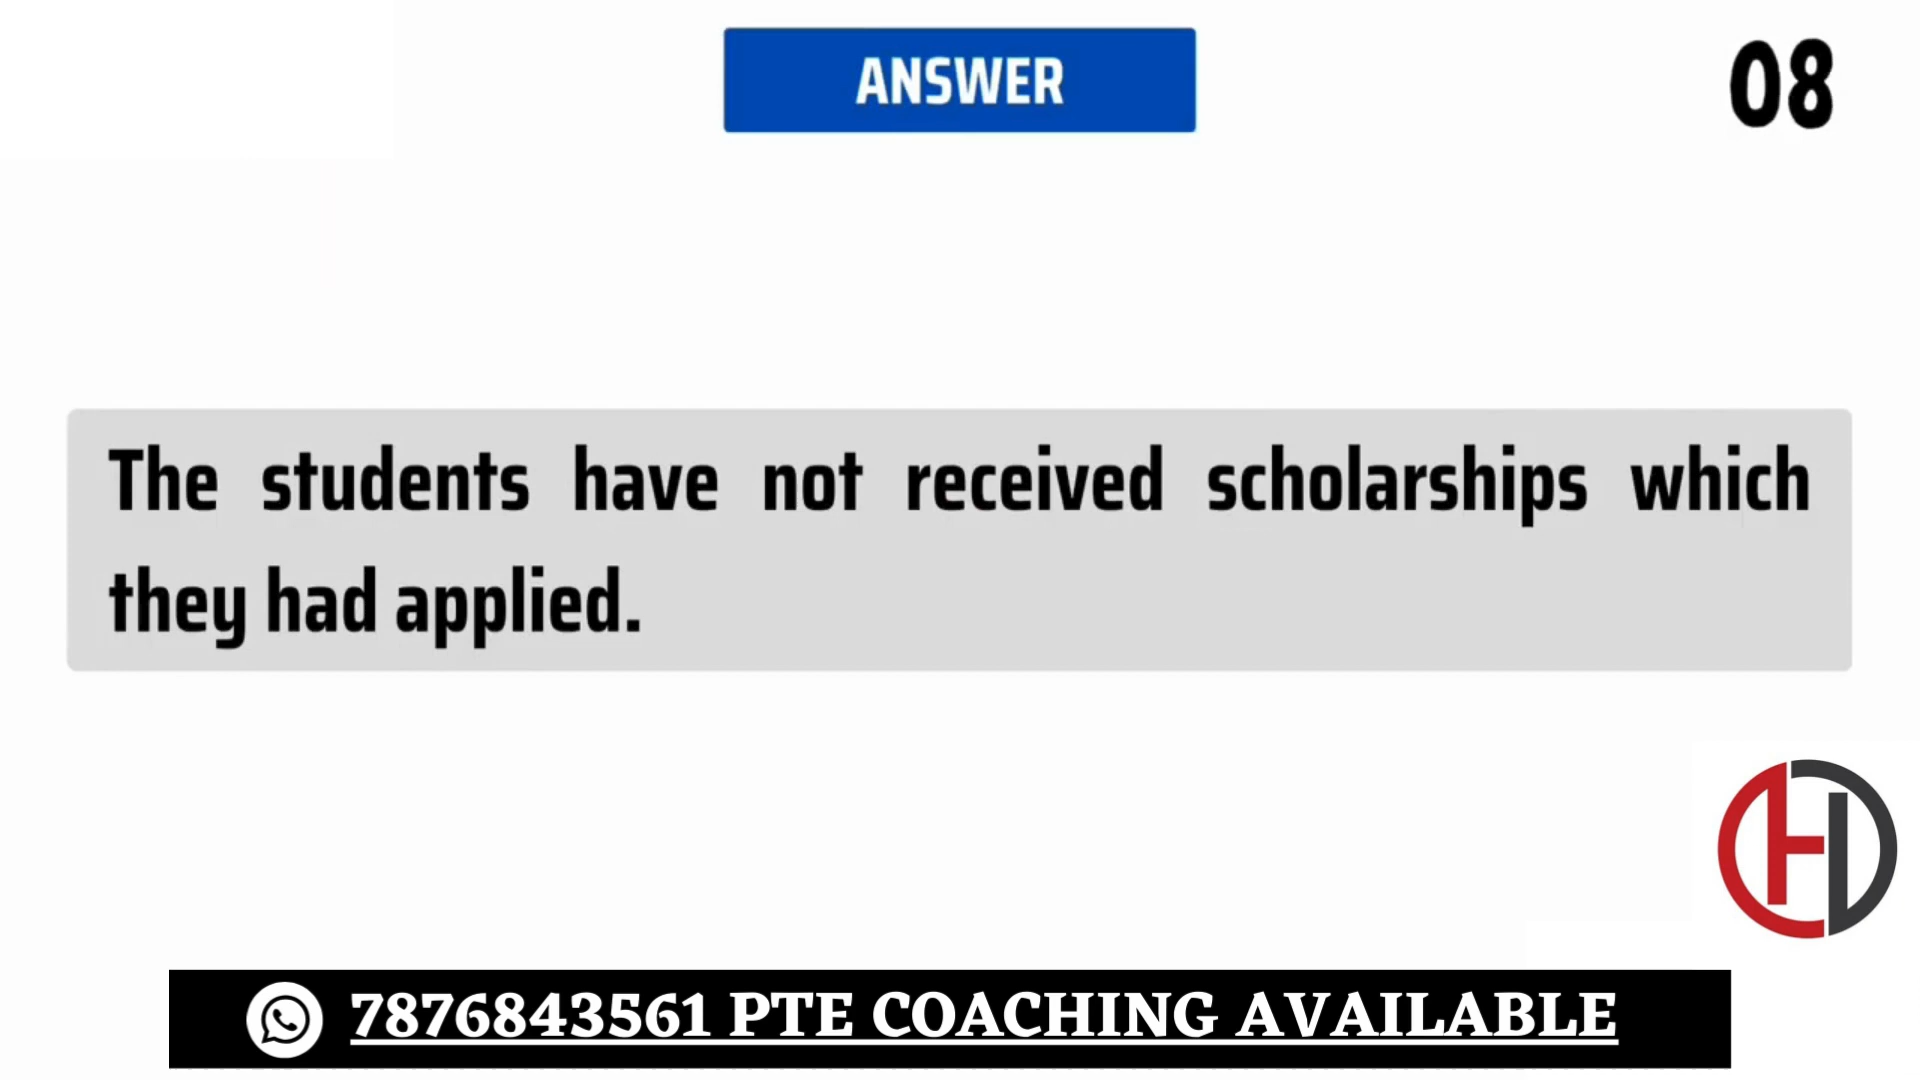 ANSWER
08
The students have not received scholarships which
they had applied.
7876843561 PTE COACHING AVAILABLE